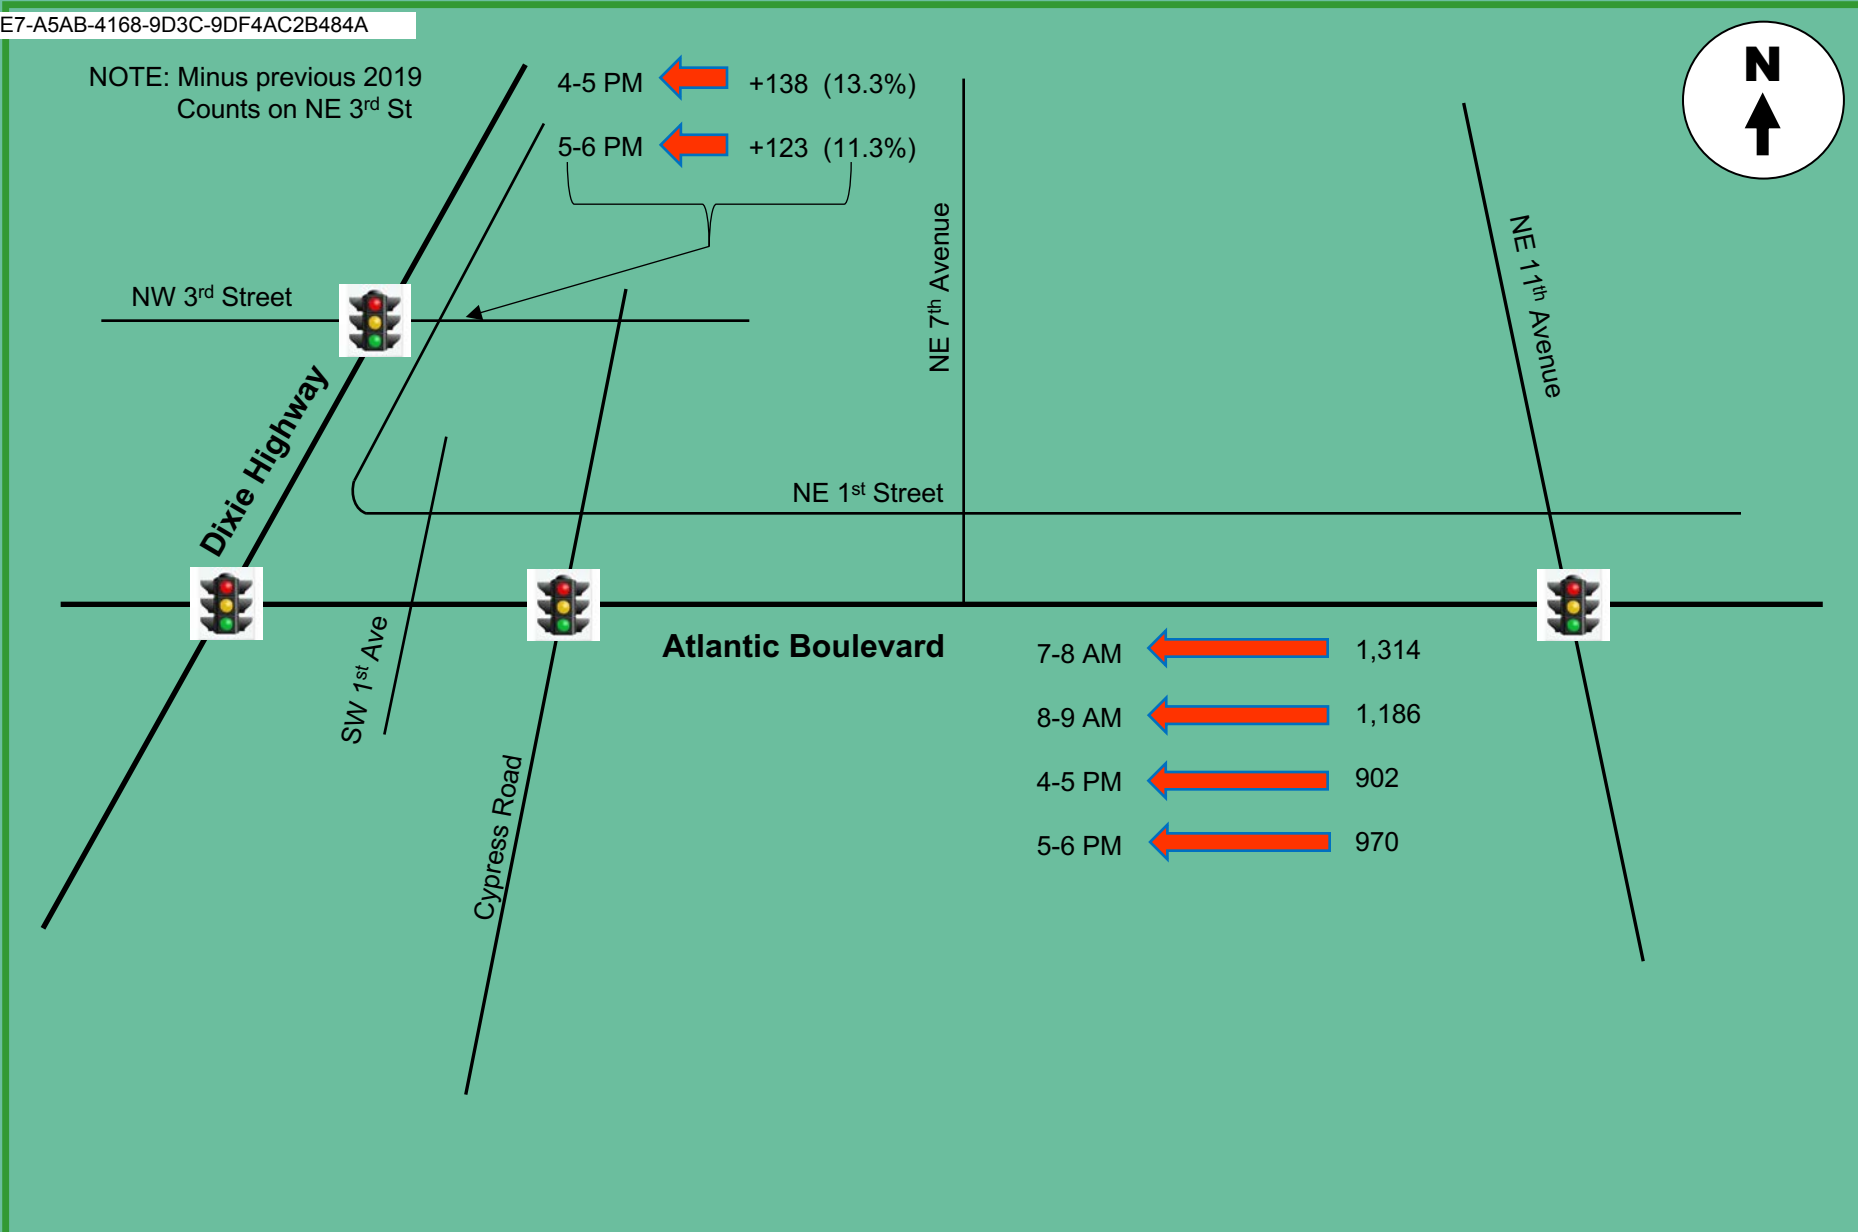 E7-A5AB-4168-9D3C-9DF4AC2B484A
NOTE: Minus previous 2019
Counts on NE 3rd St
4-5 PM +138 (13.3%)
5-6 PM +123 (11.3%)
N
NW 3rd Street
NE 7th Avenue
NE 11th Avenue
Dixie Highway
NE 1st Street
SW 1st Ave
Cypress Road
Atlantic Boulevard
7-8 AM 1,314
8-9 AM 1,186
4-5 PM 902
5-6 PM 970